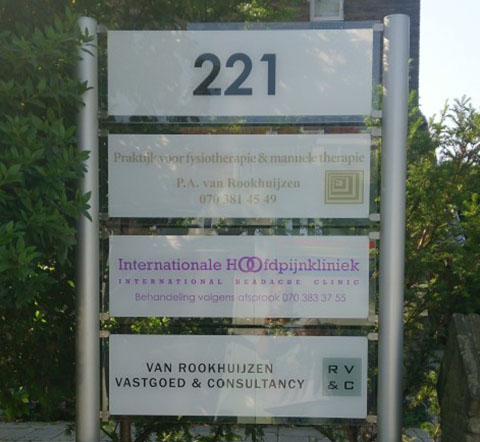 221
Praktijk voor fysiotherapie & manuele therapie
P.A. van Rookhuijzen
070 381 45 49
Internationale Hoofdpijnkliniek
INTERNATIONAL HEADACHE CLINIC
Behandeling volgens afspraak 070 383 37 55
VAN ROOKHUIJZEN
VASTGOED & CONSULTANCY
R V
& C